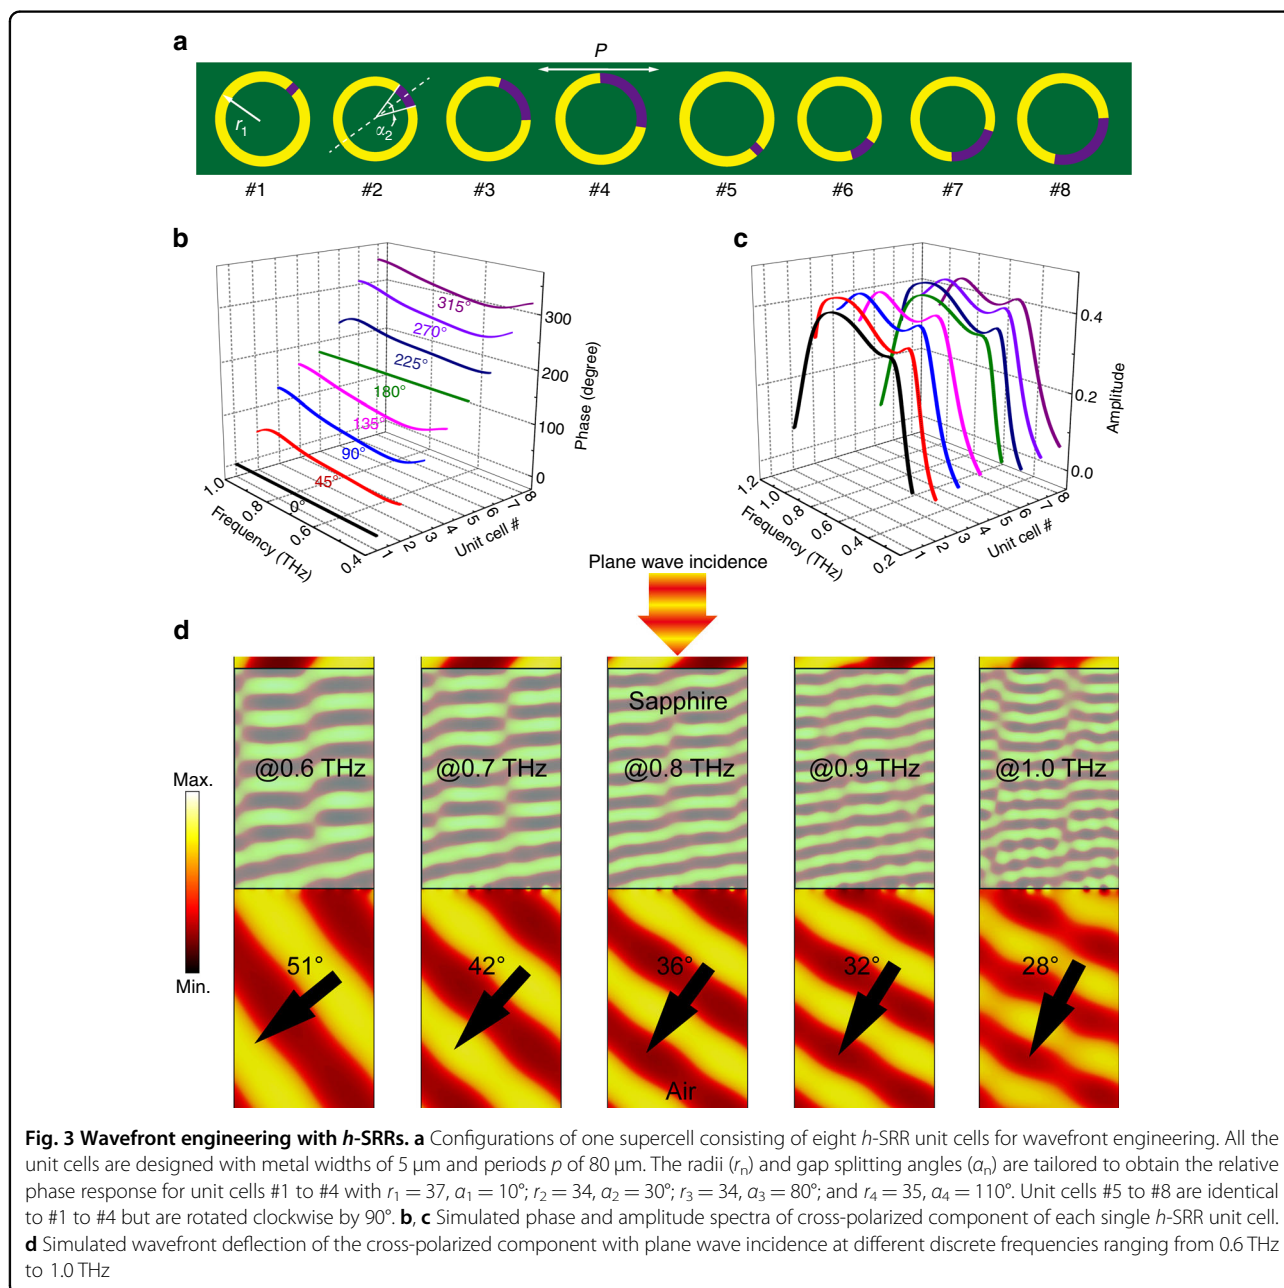 a
P
r1
α2
#1 #2 #3 #4 #5 #6 #7 #8
b
c
315°
270°
225°
180°
135°
90°
45°
0°
300
200
100
0
Phase (degree)
1.0 0.8 0.6 0.4
Frequency (THz)
1 2 3 4 5 6 7 8
Unit cell #
0.4
0.2
0.0
Amplitude
1.2 1.0 0.8 0.6 0.4 0.2
Frequency (THz)
1 2 3 4 5 6 7 8
Unit cell #
Plane wave incidence
d
Sapphire
@0.6 THz @0.7 THz @0.8 THz @0.9 THz @1.0 THz
Max.
Min.
51° 42° 36° 32° 28°
Air
Fig. 3 Wavefront engineering with h-SRRs. a Configurations of one supercell consisting of eight h-SRR unit cells for wavefront engineering. All the
unit cells are designed with metal widths of 5 μm and periods p of 80 μm. The radii (rn) and gap splitting angles (αn) are tailored to obtain the relative
phase response for unit cells #1 to #4 with r1 = 37, α1 = 10°; r2 = 34, α2 = 30°; r3 = 34, α3 = 80°; and r4 = 35, α4 = 110°. Unit cells #5 to #8 are identical
to #1 to #4 but are rotated clockwise by 90°. b, c Simulated phase and amplitude spectra of cross-polarized component of each single h-SRR unit cell.
d Simulated wavefront deflection of the cross-polarized component with plane wave incidence at different discrete frequencies ranging from 0.6 THz
to 1.0 THz